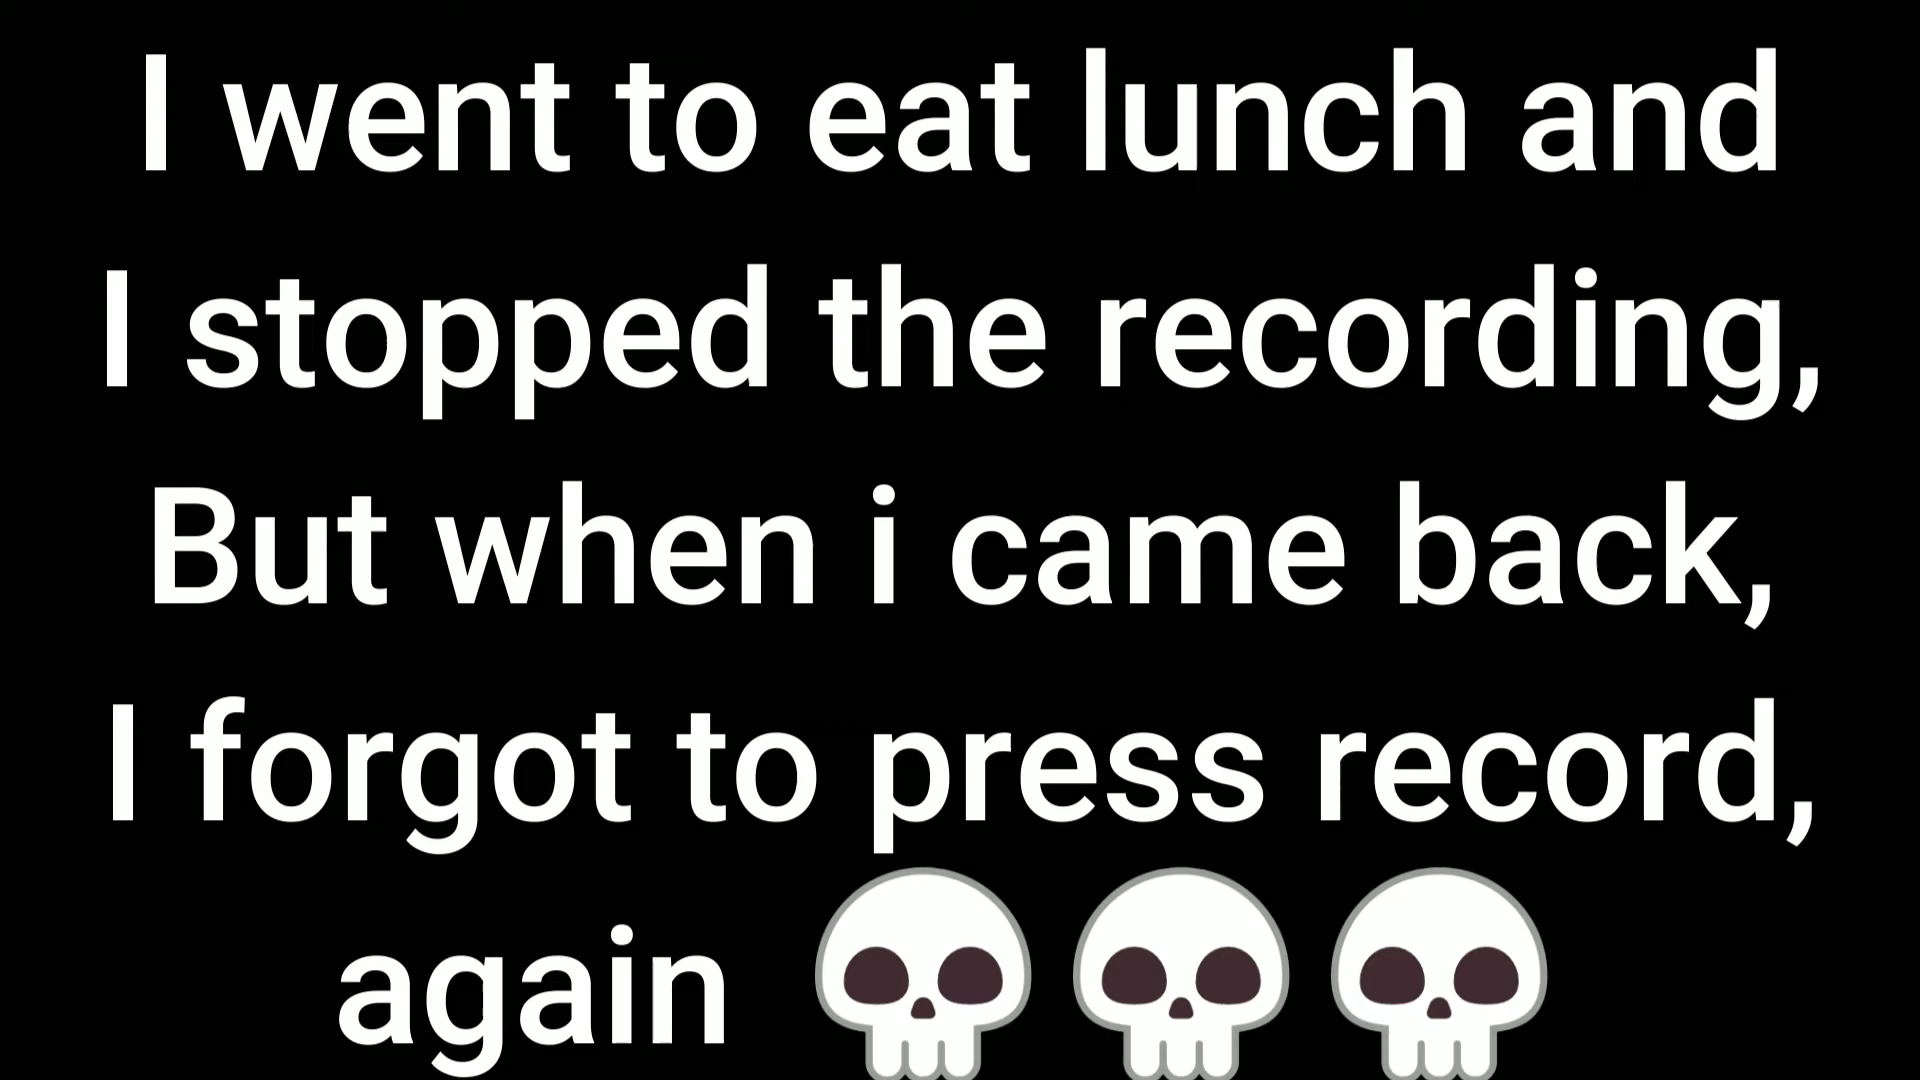 I went to eat lunch and
I stopped the recording,
But when i came back,
I forgot to press record,
again 💀💀💀